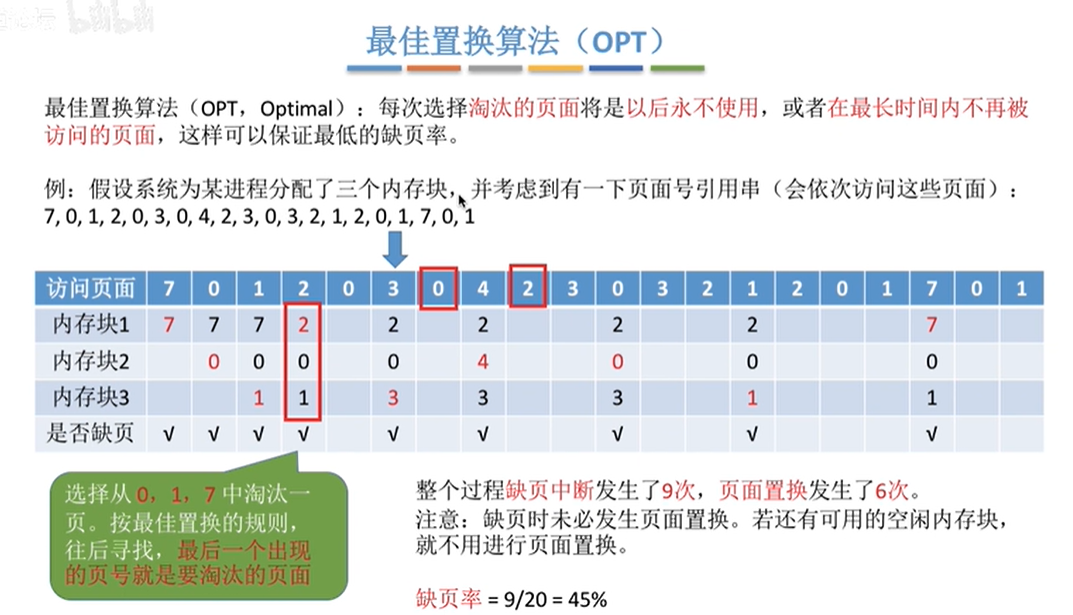 最佳置换算法（OPT）
最佳置换算法（OPT，Optimal）：每次选择淘汰的页面将是以后永不使用，或者在最长时间内不再被
访问的页面，这样可以保证最低的缺页率。
例：假设系统为某进程分配了三个内存块，并考虑到有一下页面号引用串（会依次访问这些页面）：
7, 0, 1, 2, 0, 3, 0, 4, 2, 3, 0, 3, 2, 1, 2, 0, 1, 7, 0, 1
访问页面 7 0 1 2 0 3 0 4 2 3 0 3 2 1 2 0 1 7 0 1
内存块1 7 7 7 2 2 2 2 2 7
内存块2 0 0 0 0 4 0 0 0
内存块3 1 1 3 3 3 1 1
是否缺页 √ √ √ √ √ √ √ √ √
选择从 0，1，7 中淘汰一
页。按最佳置换的规则，
往后寻找，最后一个出现
的页号就是要淘汰的页面
整个过程缺页中断发生了9次，页面置换发生了6次。
注意：缺页时未必发生页面置换。若还有可用的空闲内存块，
就不用进行页面置换。
缺页率 = 9/20 = 45%